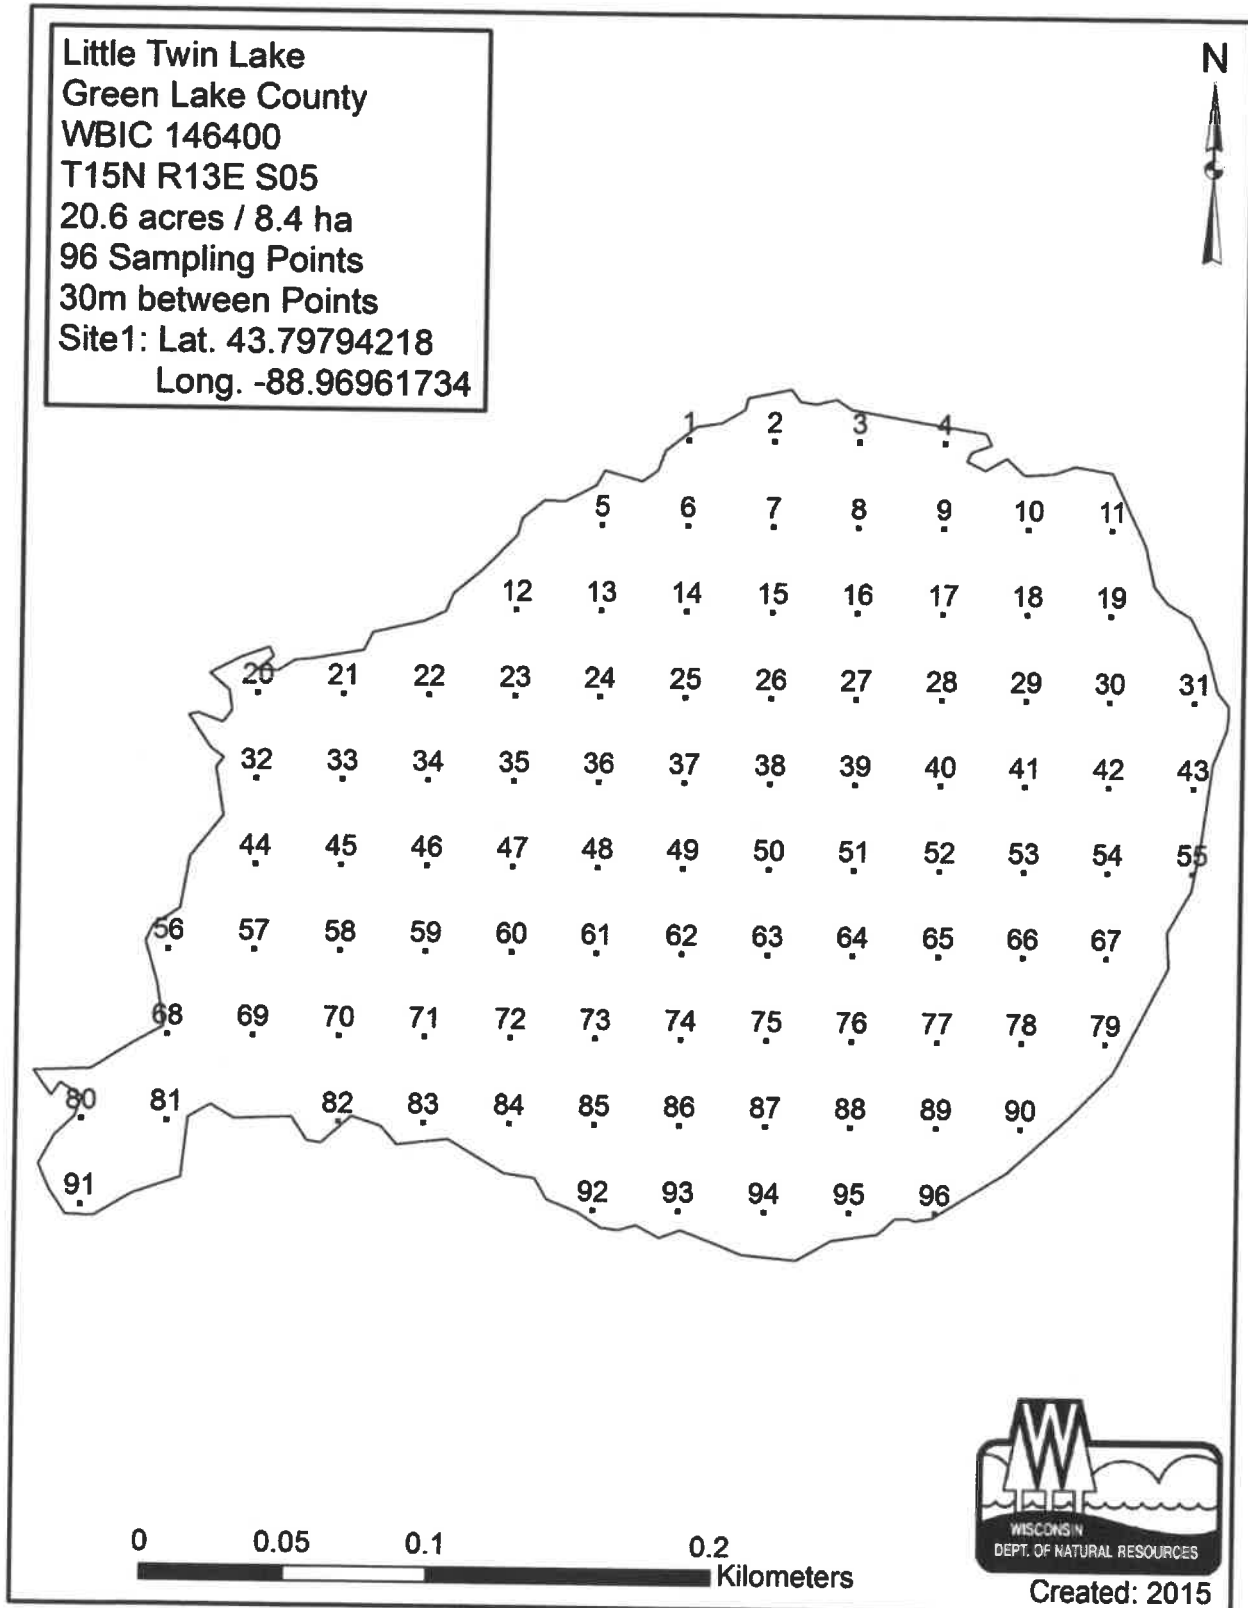 Little Twin Lake
Green Lake County
WBIC 146400
T15N R13E S05
20.6 acres / 8.4 ha
96 Sampling Points
30m between Points
Site1: Lat. 43.79794218
Long. -88.96961734
N
1 2 3 4
5 6 7 8 9 10 11
12 13 14 15 16 17 18 19
20 21 22 23 24 25 26 27 28 29 30 31
32 33 34 35 36 37 38 39 40 41 42 43
44 45 46 47 48 49 50 51 52 53 54 55
56 57 58 59 60 61 62 63 64 65 66 67
68 69 70 71 72 73 74 75 76 77 78 79
80 81 82 83 84 85 86 87 88 89 90
91 92 93 94 95 96
W
WISCONSIN
DEPT. OF NATURAL RESOURCES
0 0.05 0.1 0.2
Kilometers
Created: 2015